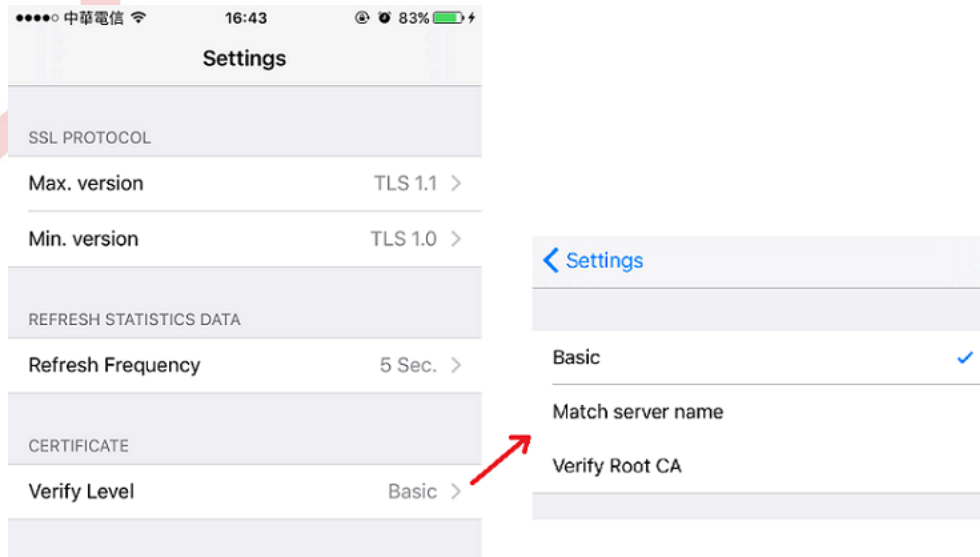 中華電信 16:43 83%
Settings
SSL PROTOCOL
Max. version TLS 1.1
Min. version TLS 1.0
REFRESH STATISTICS DATA
Refresh Frequency 5 Sec.
CERTIFICATE
Verify Level Basic
Settings
Basic
Match server name
Verify Root CA